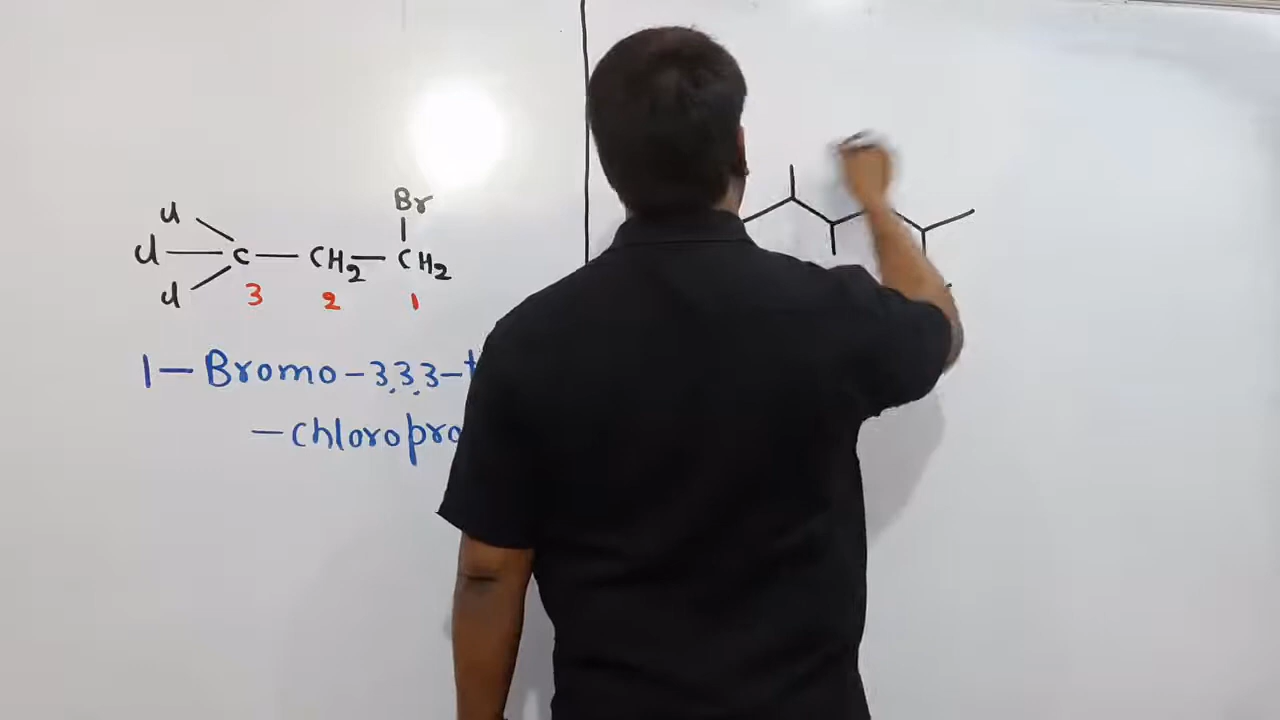 Br
Cl
Cl — C — CH2 — CH2
Cl
3 2 1
1 — Bromo – 3,3,3 –
– chloropro